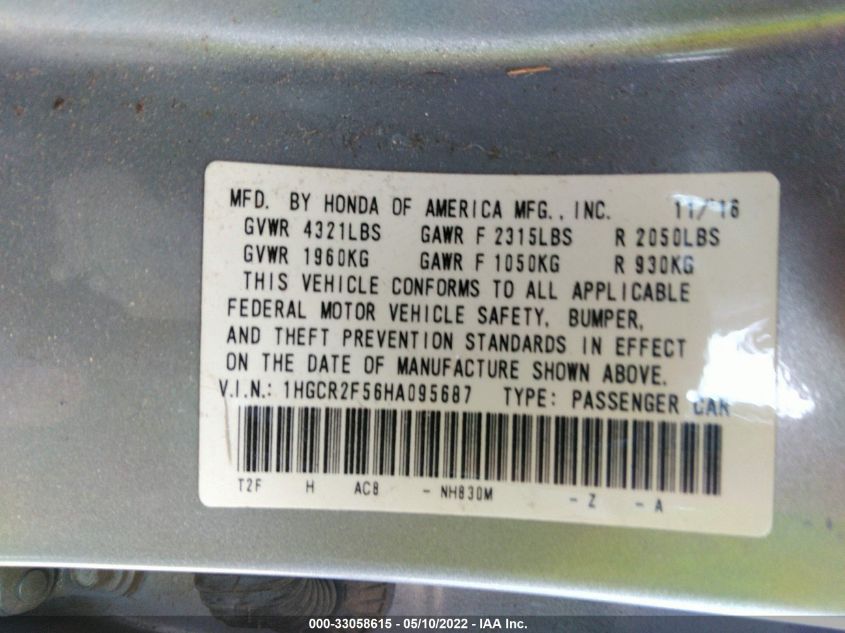 MFD. BY HONDA OF AMERICA MFG., INC. 11/16
GVWR 4321LBS GAWR F 2315LBS R 2050LBS
GVWR 1960KG GAWR F 1050KG R 930KG
THIS VEHICLE CONFORMS TO ALL APPLICABLE
FEDERAL MOTOR VEHICLE SAFETY, BUMPER,
AND THEFT PREVENTION STANDARDS IN EFFECT
ON THE DATE OF MANUFACTURE SHOWN ABOVE.
V.I.N.: 1HGCR2F56HA095687 TYPE: PASSENGER CAR
T2F H AC8 - NH830M - Z - A
000-33058615 - 05/10/2022 - IAA Inc.